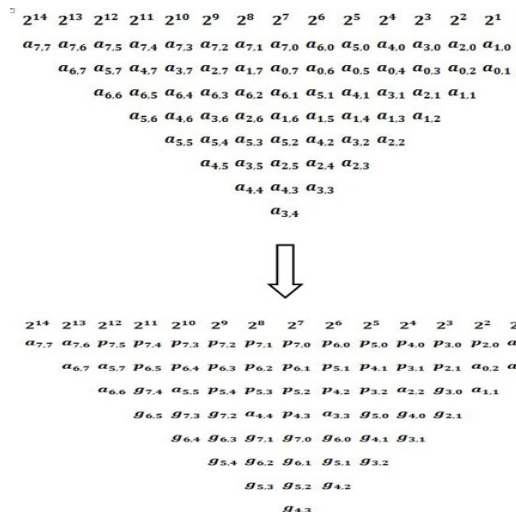 2¹⁴ 2¹³ 2¹² 2¹¹ 2¹⁰ 2⁹ 2⁸ 2⁷ 2⁶ 2⁵ 2⁴ 2³ 2² 2¹
a₇.₇ a₇.₆ a₇.₅ a₇.₄ a₇.₃ a₇.₂ a₇.₁ a₇.₀ a₆.₀ a₅.₀ a₄.₀ a₃.₀ a₂.₀ a₁.₀
a₆.₇ a₅.₇ a₄.₇ a₃.₇ a₂.₇ a₁.₇ a₀.₇ a₀.₆ a₀.₅ a₀.₄ a₀.₃ a₀.₂ a₀.₁
a₆.₆ a₆.₅ a₆.₄ a₆.₃ a₆.₂ a₆.₁ a₅.₁ a₄.₁ a₃.₁ a₂.₁ a₁.₁
a₅.₆ a₄.₆ a₃.₆ a₂.₆ a₁.₆ a₁.₅ a₁.₄ a₁.₃ a₁.₂
a₅.₅ a₅.₄ a₅.₃ a₅.₂ a₄.₂ a₃.₂ a₂.₂
a₄.₅ a₃.₅ a₂.₅ a₂.₄ a₂.₃
a₄.₄ a₄.₃ a₃.₃
a₃.₄
2¹⁴ 2¹³ 2¹² 2¹¹ 2¹⁰ 2⁹ 2⁸ 2⁷ 2⁶ 2⁵ 2⁴ 2³ 2²
a₇.₇ a₇.₆ p₇.₅ p₇.₄ p₇.₃ p₇.₂ p₇.₁ p₇.₀ p₆.₀ p₅.₀ p₄.₀ p₃.₀ p₂.₀
a₆.₇ a₅.₇ p₆.₅ p₆.₄ p₆.₃ p₆.₂ p₆.₁ p₅.₁ p₄.₁ p₃.₁ p₂.₁ a₀.₂
a₆.₆ g₇.₄ a₅.₅ p₅.₄ p₅.₃ p₅.₂ p₄.₂ p₃.₂ a₂.₂ g₃.₀ a₁.₁
g₆.₅ g₇.₃ g₇.₂ a₄.₄ p₄.₃ a₃.₃ g₅.₀ g₄.₀ g₂.₁
g₆.₄ g₆.₃ g₇.₁ g₇.₀ g₆.₀ g₄.₁ g₃.₁
g₅.₄ g₆.₂ g₆.₁ g₅.₁ g₃.₂
g₅.₃ g₅.₂ g₄.₂
g₄.₃